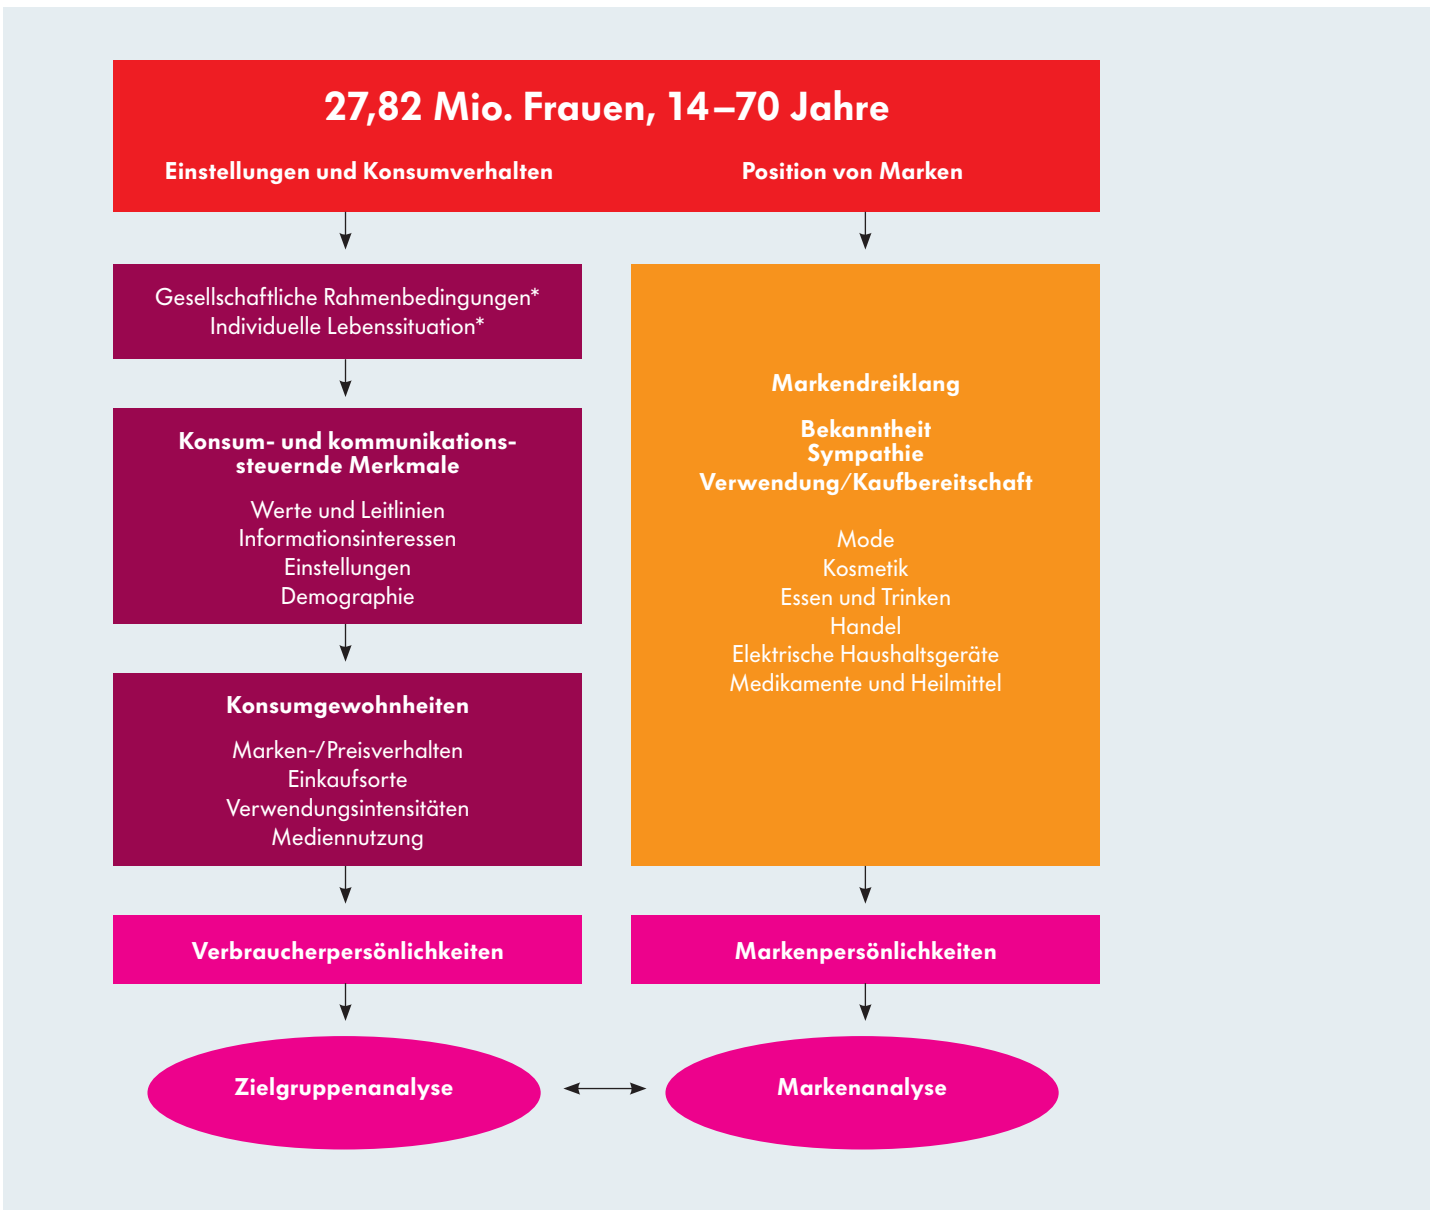 27,82 Mio. Frauen, 14–70 Jahre
Einstellungen und Konsumverhalten
Position von Marken
Gesellschaftliche Rahmenbedingungen*
Individuelle Lebenssituation*
Konsum- und kommunikations-
steuernde Merkmale
Werte und Leitlinien
Informationsinteressen
Einstellungen
Demographie
Konsumgewohnheiten
Marken-/Preisverhalten
Einkaufsorte
Verwendungsintensitäten
Mediennutzung
Verbraucherpersönlichkeiten
Zielgruppenanalyse
Markendreiklang
Bekanntheit
Sympathie
Verwendung/Kaufbereitschaft
Mode
Kosmetik
Essen und Trinken
Handel
Elektrische Haushaltsgeräte
Medikamente und Heilmittel
Markenpersönlichkeiten
Markenanalyse